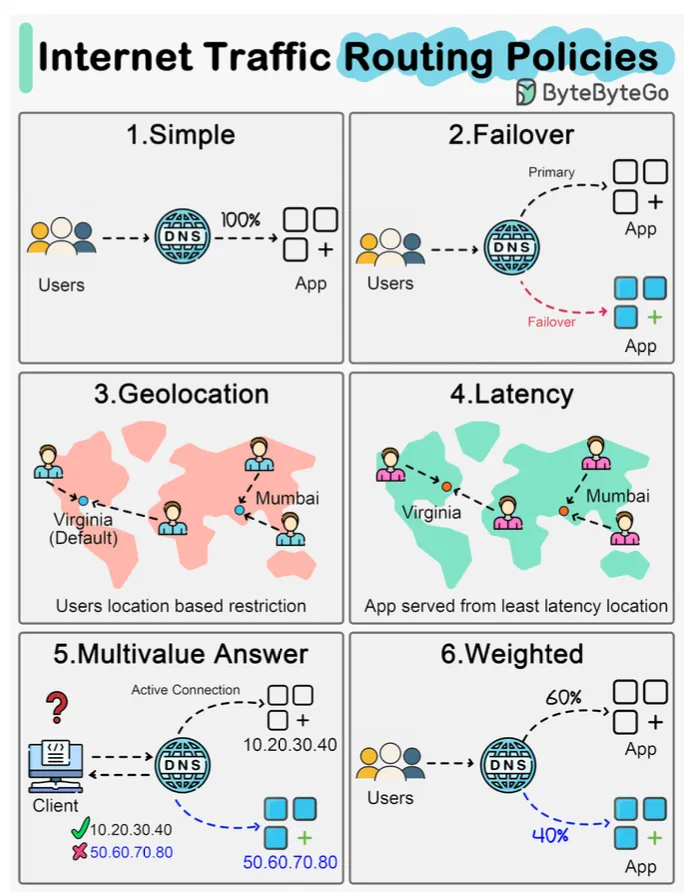 Internet Traffic Routing Policies
ByteByteGo
1.Simple
100%
DNS
Users
App
2.Failover
Primary
App
DNS
Users
Failover
App
3.Geolocation
Mumbai
Virginia
(Default)
Users location based restriction
4.Latency
Mumbai
Virginia
App served from least latency location
5.Multivalue Answer
Active Connection
?
</>
DNS
10.20.30.40
Client
10.20.30.40
50.60.70.80
50.60.70.80
6.Weighted
60%
App
DNS
Users
40%
App